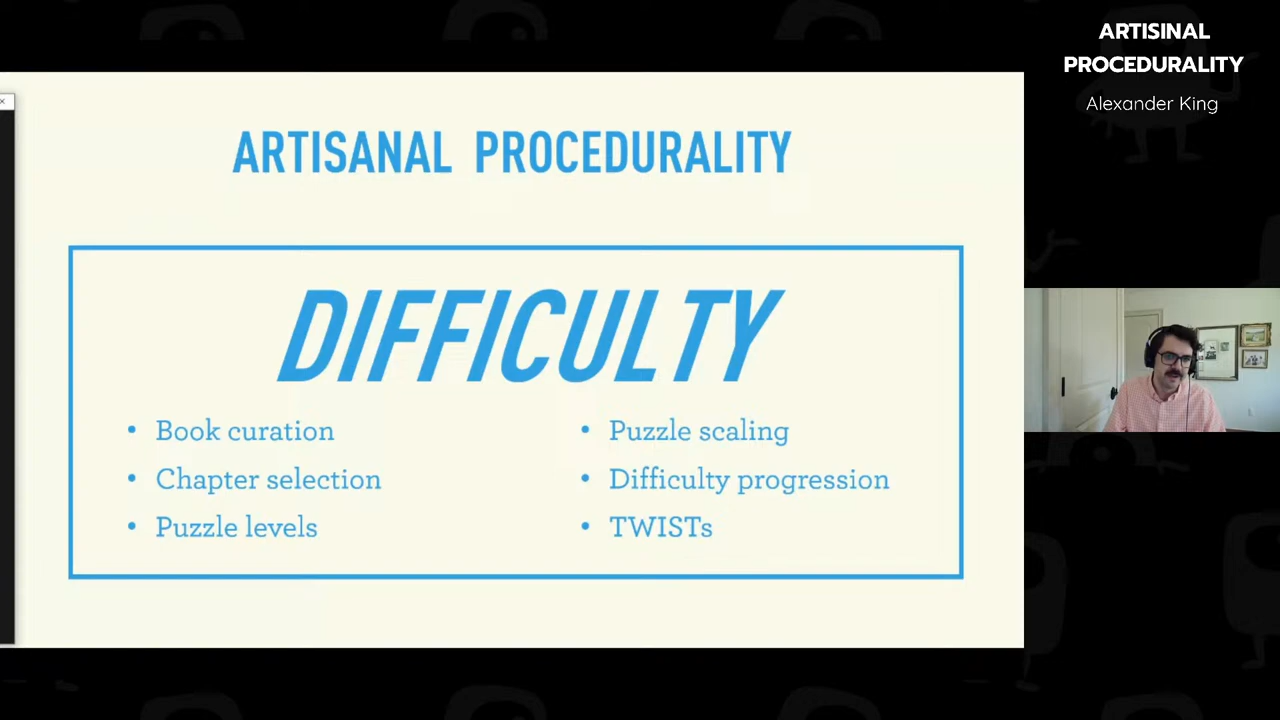 ARTISINAL
PROCEDURALITY
Alexander King
ARTISANAL PROCEDURALITY
DIFFICULTY
• Book curation
• Chapter selection
• Puzzle levels
• Puzzle scaling
• Difficulty progression
• TWISTs